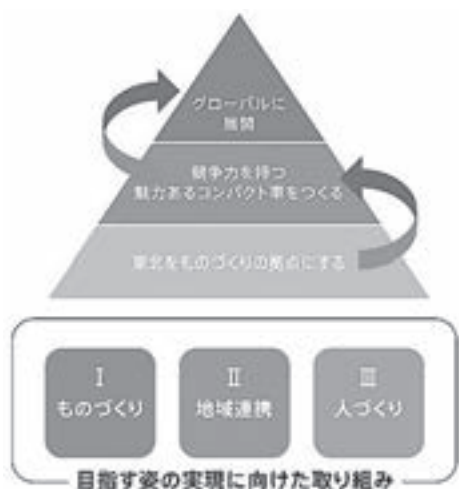 グローバルに
展開
競争力を持つ
魅力あるコンパクト車をつくる
東北をものづくりの拠点にする
I
ものづくり
II
地域連携
III
人づくり
目指す姿の実現に向けた取り組み